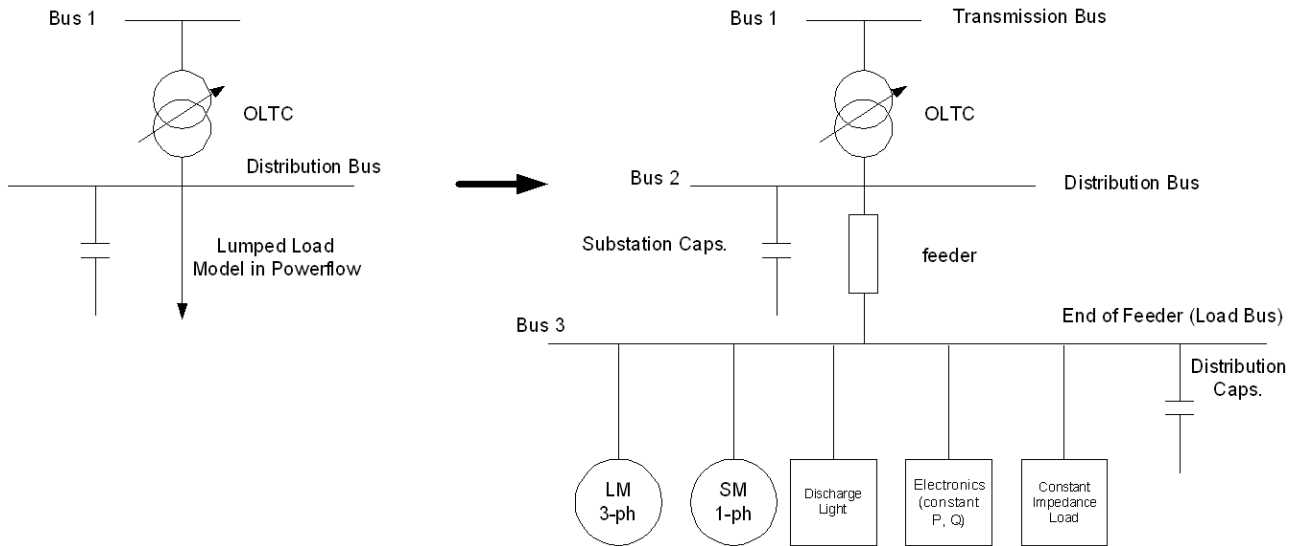 Bus 1
OLTC
Distribution Bus
Lumped Load
Model in Powerflow
Bus 1
Transmission Bus
OLTC
Bus 2
Distribution Bus
Substation Caps.
feeder
Bus 3
End of Feeder (Load Bus)
Distribution
Caps.
LM
3-ph
SM
1-ph
Discharge
Light
Electronics
(constant
P, Q)
Constant
Impedance
Load